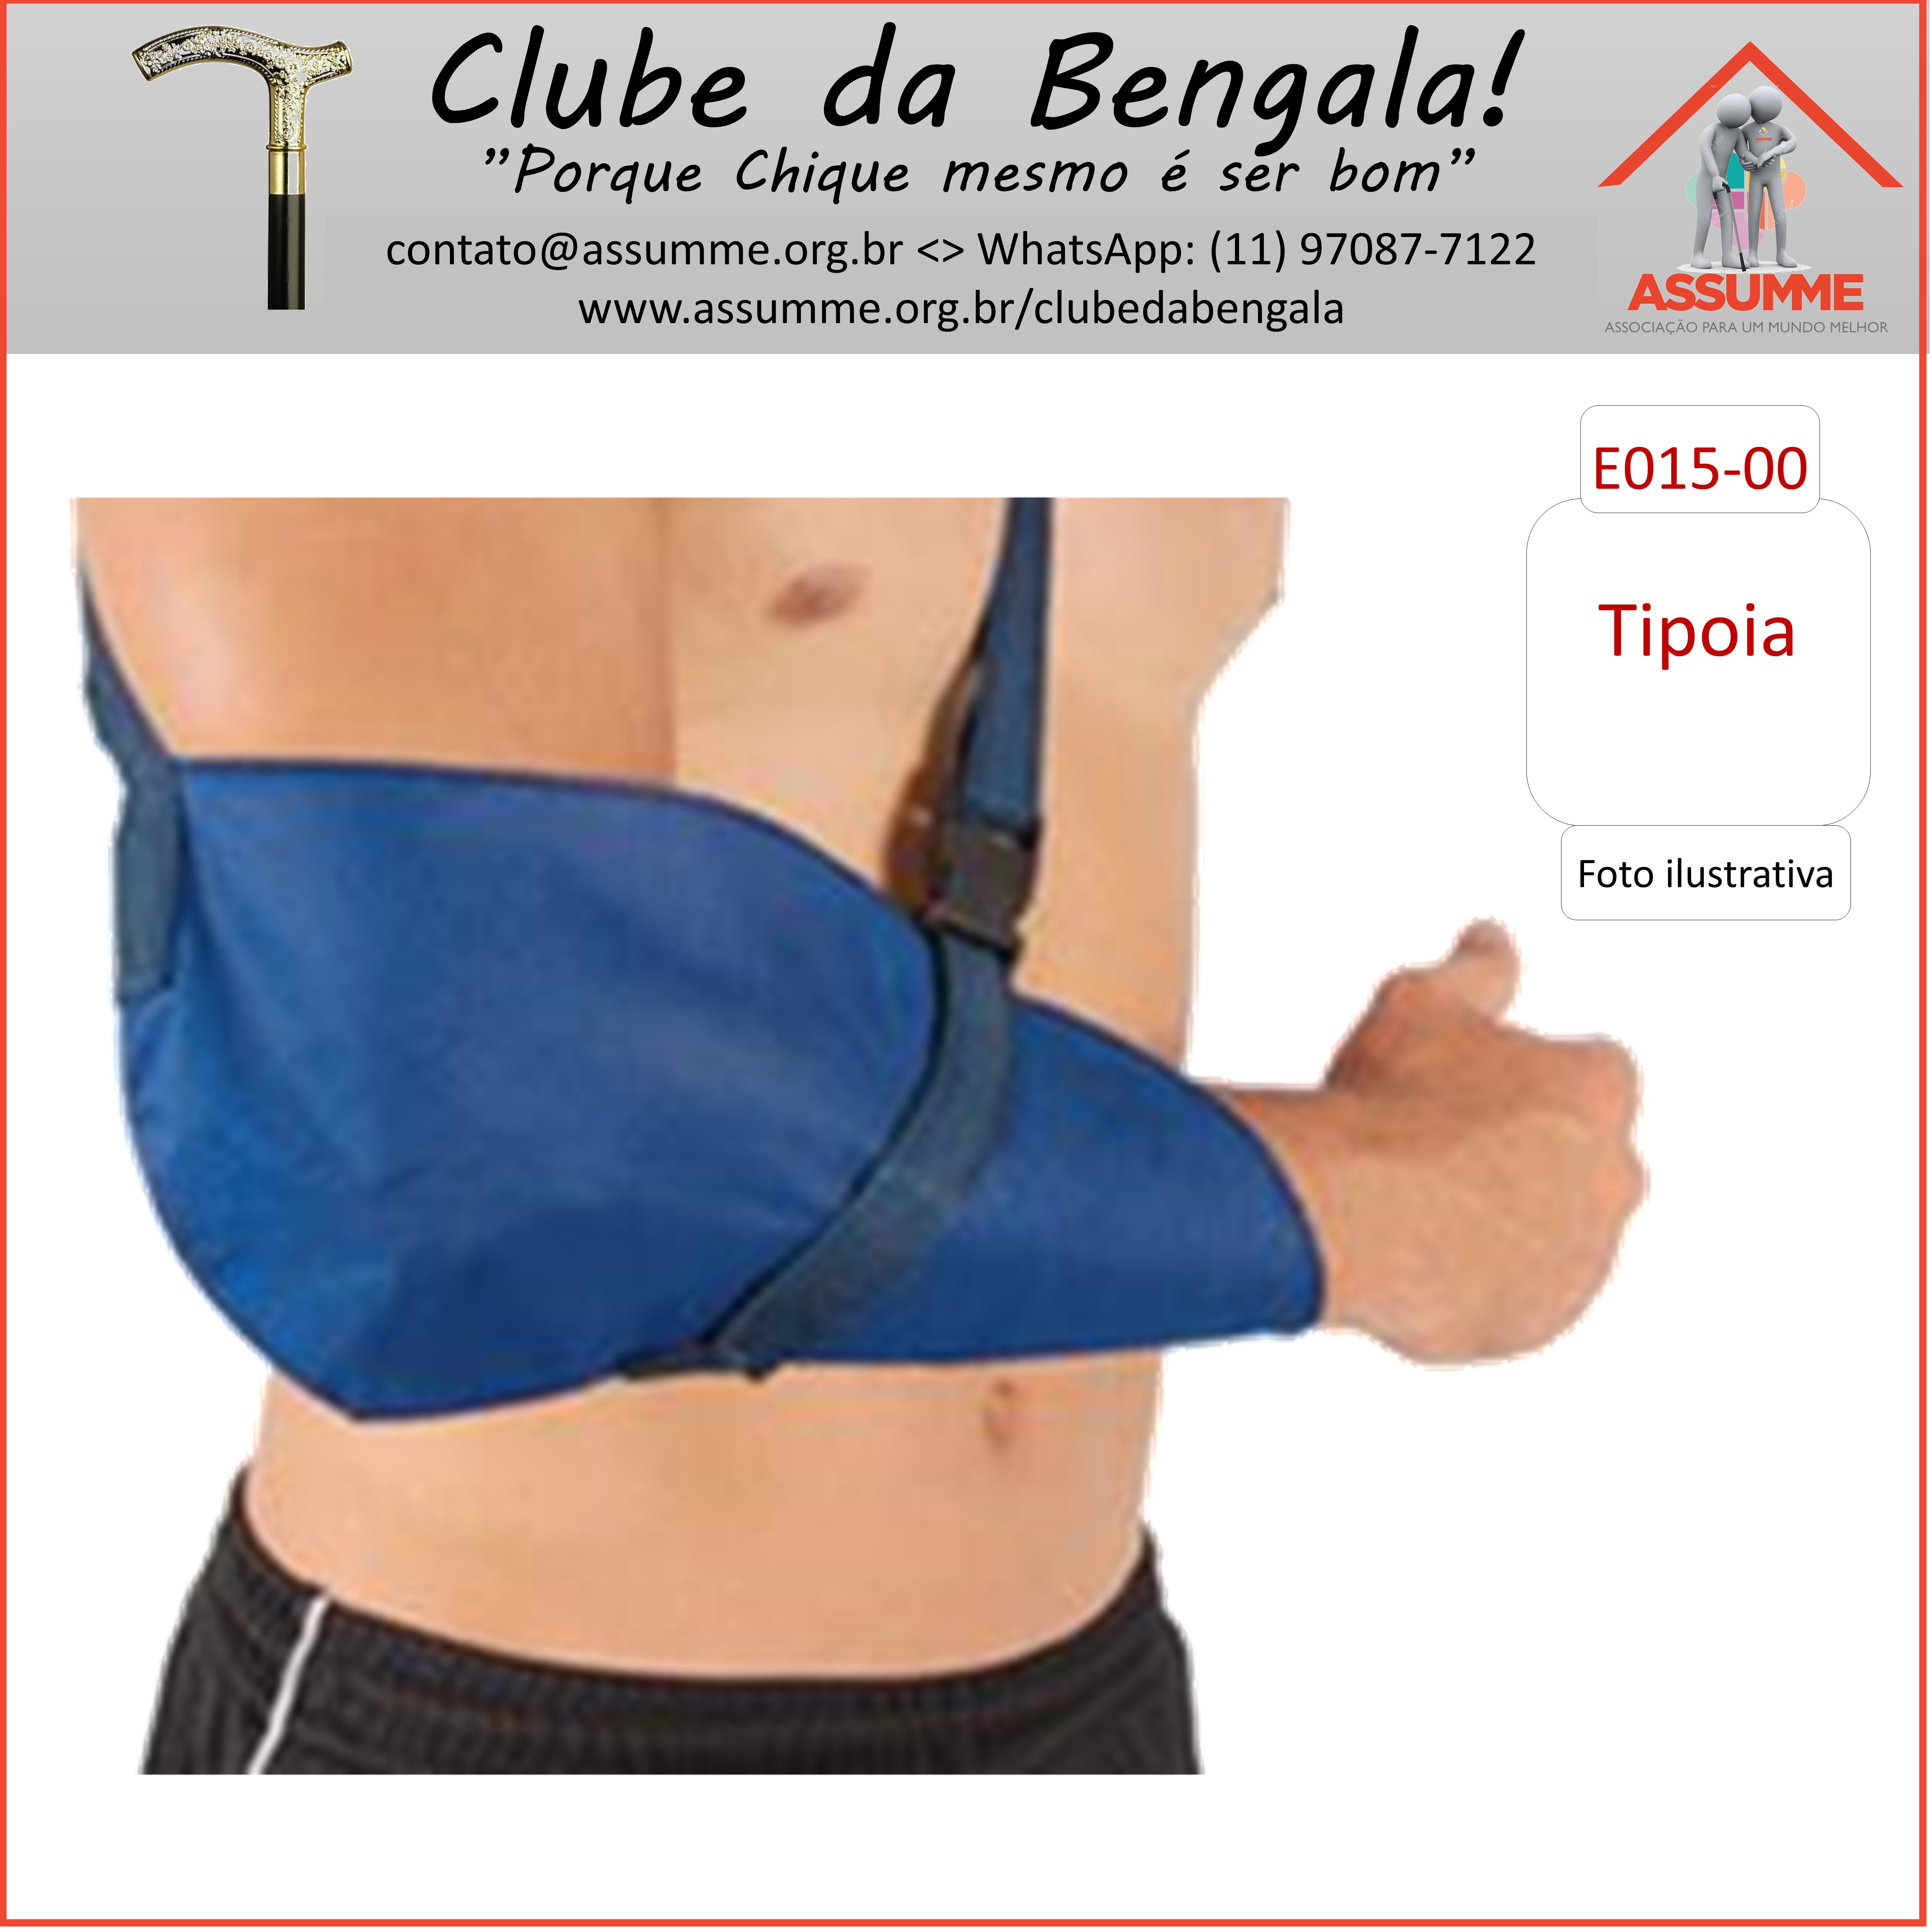 Clube da Bengala!
”Porque Chique mesmo é ser bom”
contato@assumme.org.br <> WhatsApp: (11) 97087-7122
www.assumme.org.br/clubedabengala
ASSUMME
ASSOCIAÇÃO PARA UM MUNDO MELHOR
E015-00
Tipoia
Foto ilustrativa